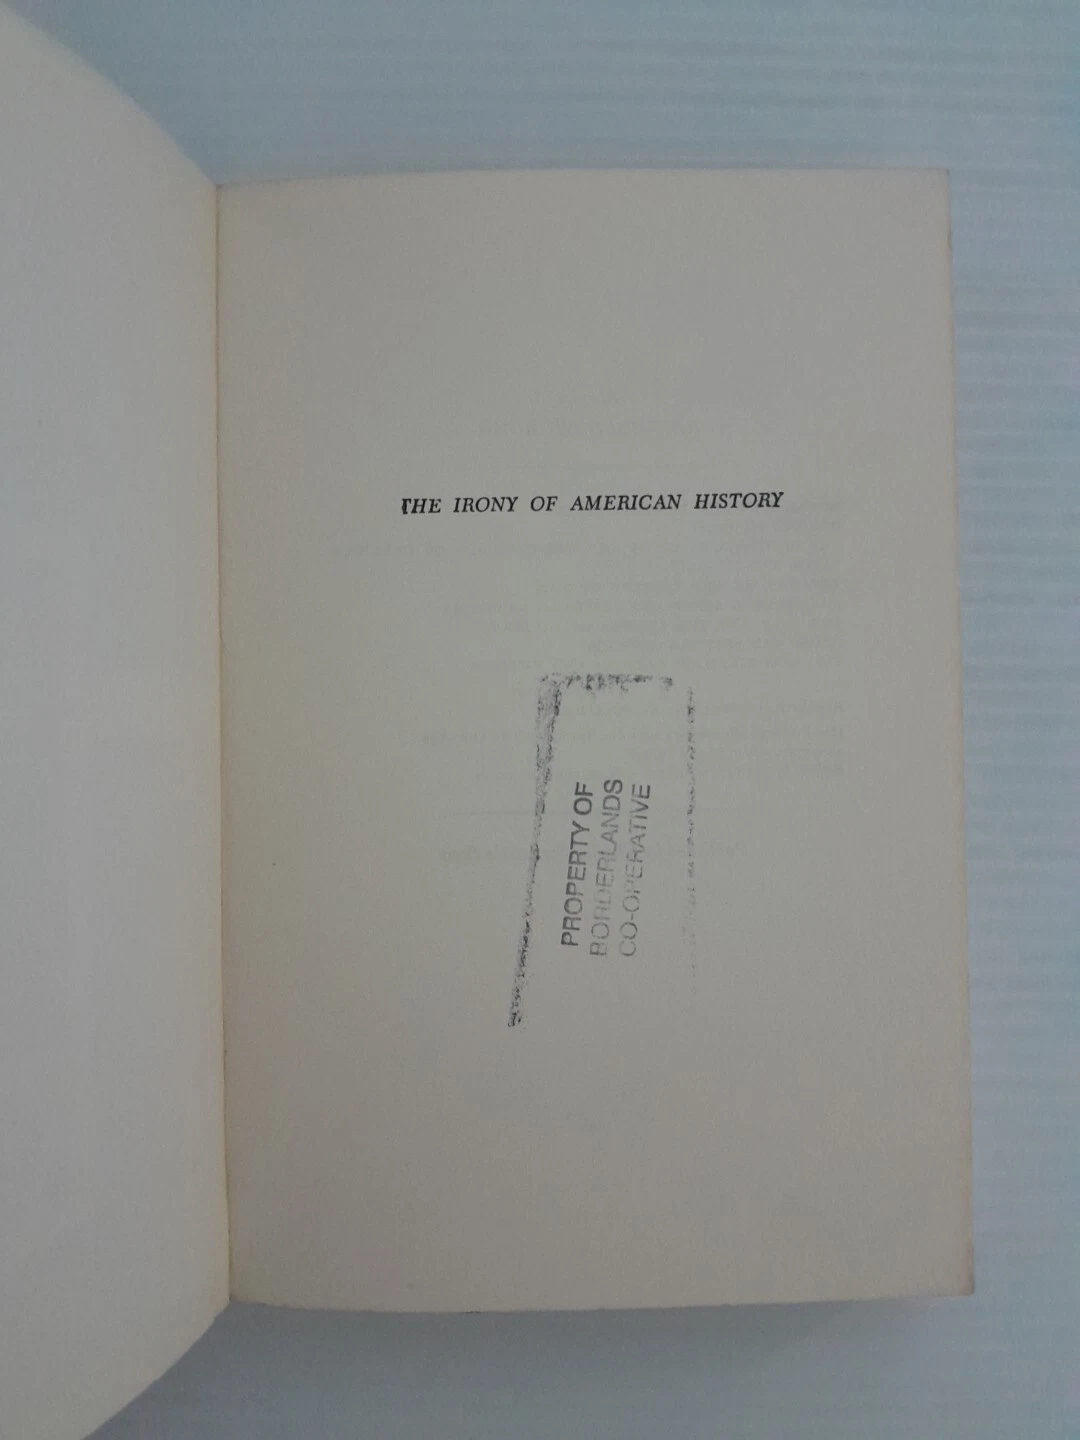 THE IRONY OF AMERICAN HISTORY
PROPERTY OF
BORDERLANDS
CO-OPERATIVE